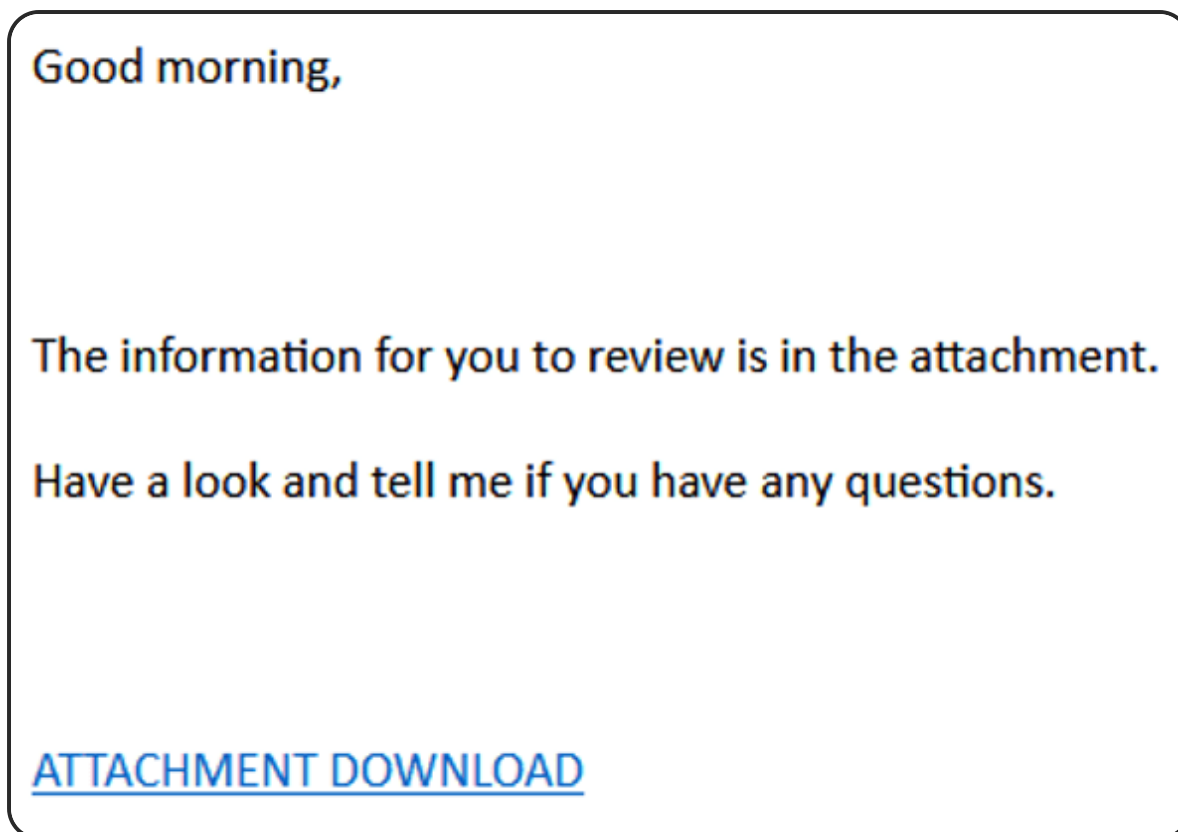 Good morning,
The information for you to review is in the attachment.
Have a look and tell me if you have any questions.
ATTACHMENT DOWNLOAD